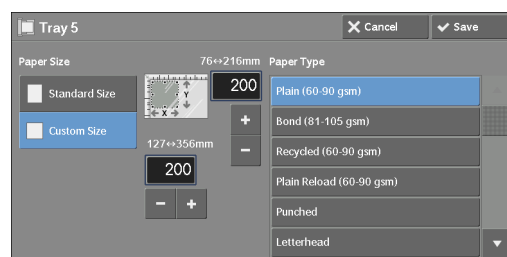 Tray 5
Cancel
Save
Paper Size
76↔216mm
Paper Type
Standard Size
Custom Size
Y
X
200
+
−
127↔356mm
200
− +
Plain (60-90 gsm)
Bond (81-105 gsm)
Recycled (60-90 gsm)
Plain Reload (60-90 gsm)
Punched
Letterhead